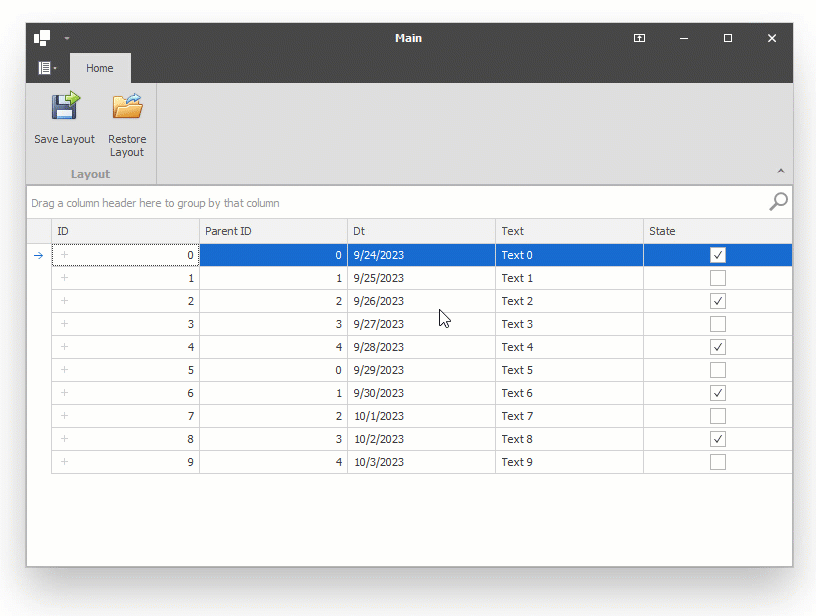 Main
Home
Save Layout
Restore Layout
Layout
Drag a column header here to group by that column
ID Parent ID Dt Text State
0 0 9/24/2023 Text 0
1 1 9/25/2023 Text 1
2 2 9/26/2023 Text 2
3 3 9/27/2023 Text 3
4 4 9/28/2023 Text 4
5 0 9/29/2023 Text 5
6 1 9/30/2023 Text 6
7 2 10/1/2023 Text 7
8 3 10/2/2023 Text 8
9 4 10/3/2023 Text 9